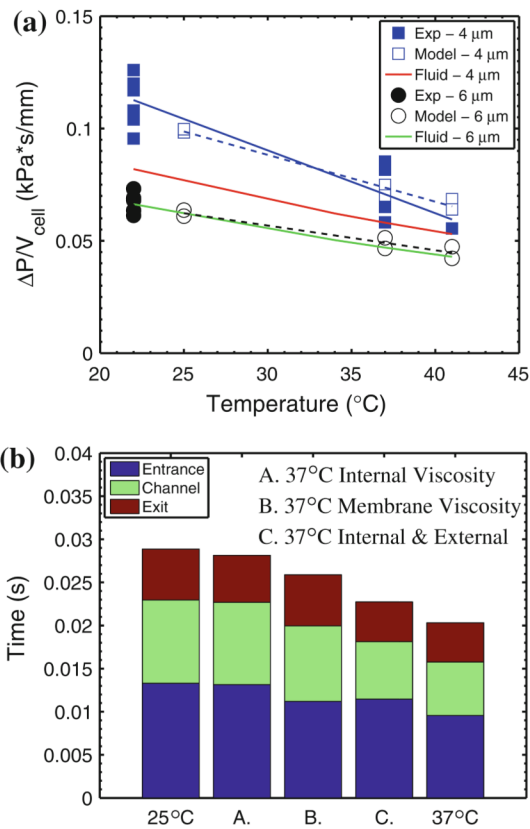 (a)
0.15
0.1
0.05
0
ΔP/V_cell (kPa*s/mm)
Exp – 4 μm
Model – 4 μm
Fluid – 4 μm
Exp – 6 μm
Model – 6 μm
Fluid – 6 μm
20 25 30 35 40 45
Temperature (°C)
(b)
0.04
0.035
0.03
0.025
0.02
0.015
0.01
0.005
0
Time (s)
Entrance
Channel
Exit
A. 37°C Internal Viscosity
B. 37°C Membrane Viscosity
C. 37°C Internal & External
25°C A. B. C. 37°C